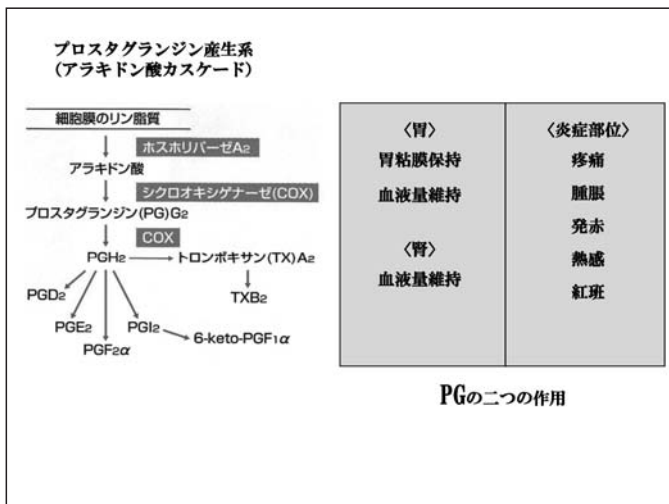 プロスタグランジン産生系
（アラキドン酸カスケード）
細胞膜のリン脂質
ホスホリパーゼA2
アラキドン酸
シクロオキシゲナーゼ(COX)
プロスタグランジン(PG)G2
COX
PGH2
トロンボキサン(TX)A2
PGD2
TXB2
PGE2
PGI2
6-keto-PGF1α
PGF2α
〈胃〉
胃粘膜保持
血液量維持
〈腎〉
血液量維持
〈炎症部位〉
疼痛
腫脹
発赤
熱感
紅斑
PGの二つの作用